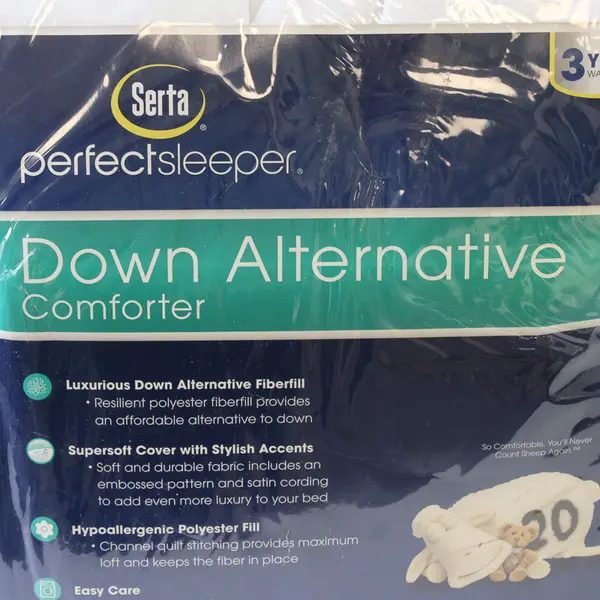 Serta®
perfectsleeper®
3 Y
WA
Down Alternative
Comforter
Luxurious Down Alternative Fiberfill
• Resilient polyester fiberfill provides
an affordable alternative to down
Supersoft Cover with Stylish Accents
• Soft and durable fabric includes an
embossed pattern and satin cording
to add even more luxury to your bed
So Comfortable, You'll Never
Count Sheep Again.™
Hypoallergenic Polyester Fill
• Channel quilt stitching provides maximum
loft and keeps the fiber in place
20
Easy Care